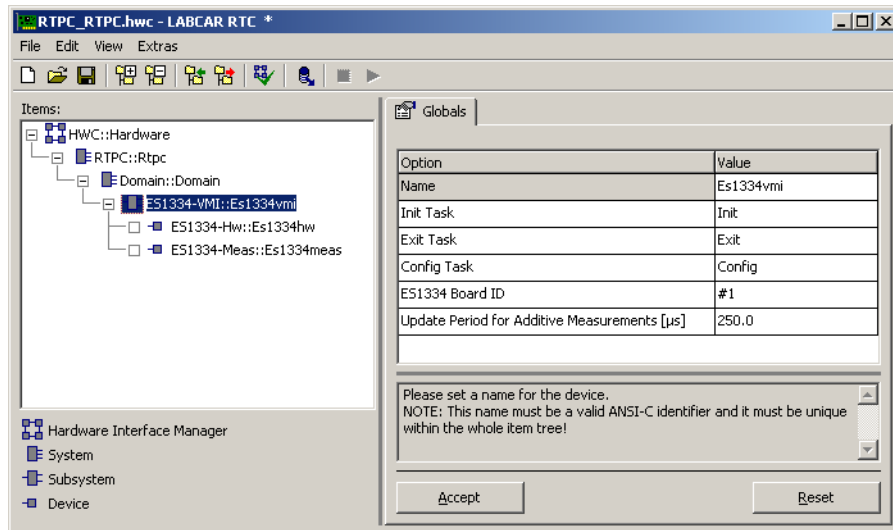 RTPC_RTPC.hwc - LABCAR RTC *
File Edit View Extras
Items:
HWC::Hardware
RTPC::Rtpc
Domain::Domain
ES1334-VMI::Es1334vmi
ES1334-Hw::Es1334hw
ES1334-Meas::Es1334meas
Hardware Interface Manager
System
Subsystem
Device
Globals
Option Value
Name Es1334vmi
Init Task Init
Exit Task Exit
Config Task Config
ES1334 Board ID #1
Update Period for Additive Measurements [µs] 250.0
Please set a name for the device.
NOTE: This name must be a valid ANSI-C identifier and it must be unique
within the whole item tree!
Accept Reset